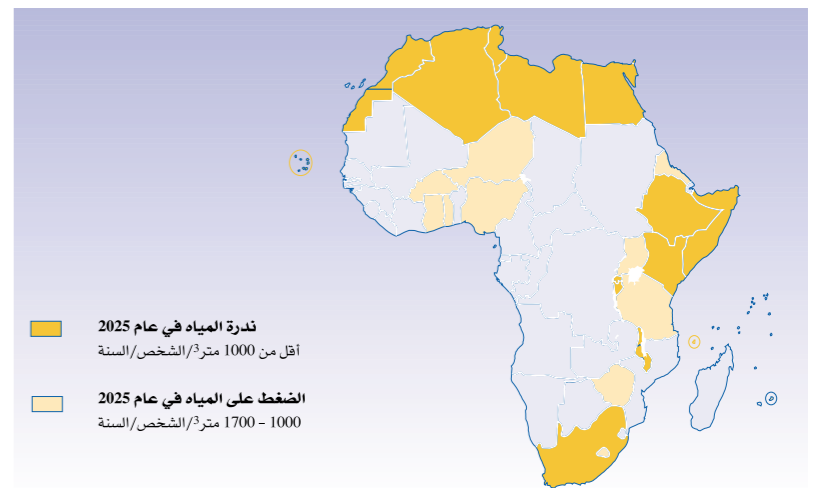 ندرة المياه في عام 2025
أقل من 1000 متر3/الشخص/السنة
الضغط على المياه في عام 2025
1000 - 1700 متر3/الشخص/السنة